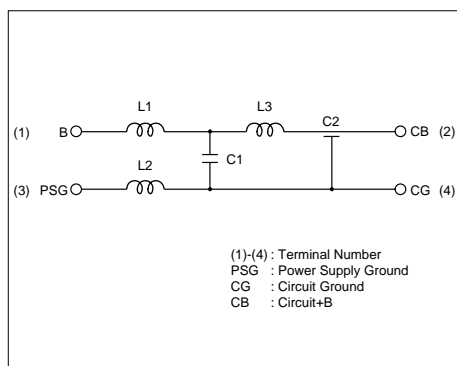 L1
L3
C2
(1)
B
CB
(2)
C1
L2
(3)
PSG
CG
(4)
(1)-(4) : Terminal Number
PSG : Power Supply Ground
CG : Circuit Ground
CB : Circuit+B